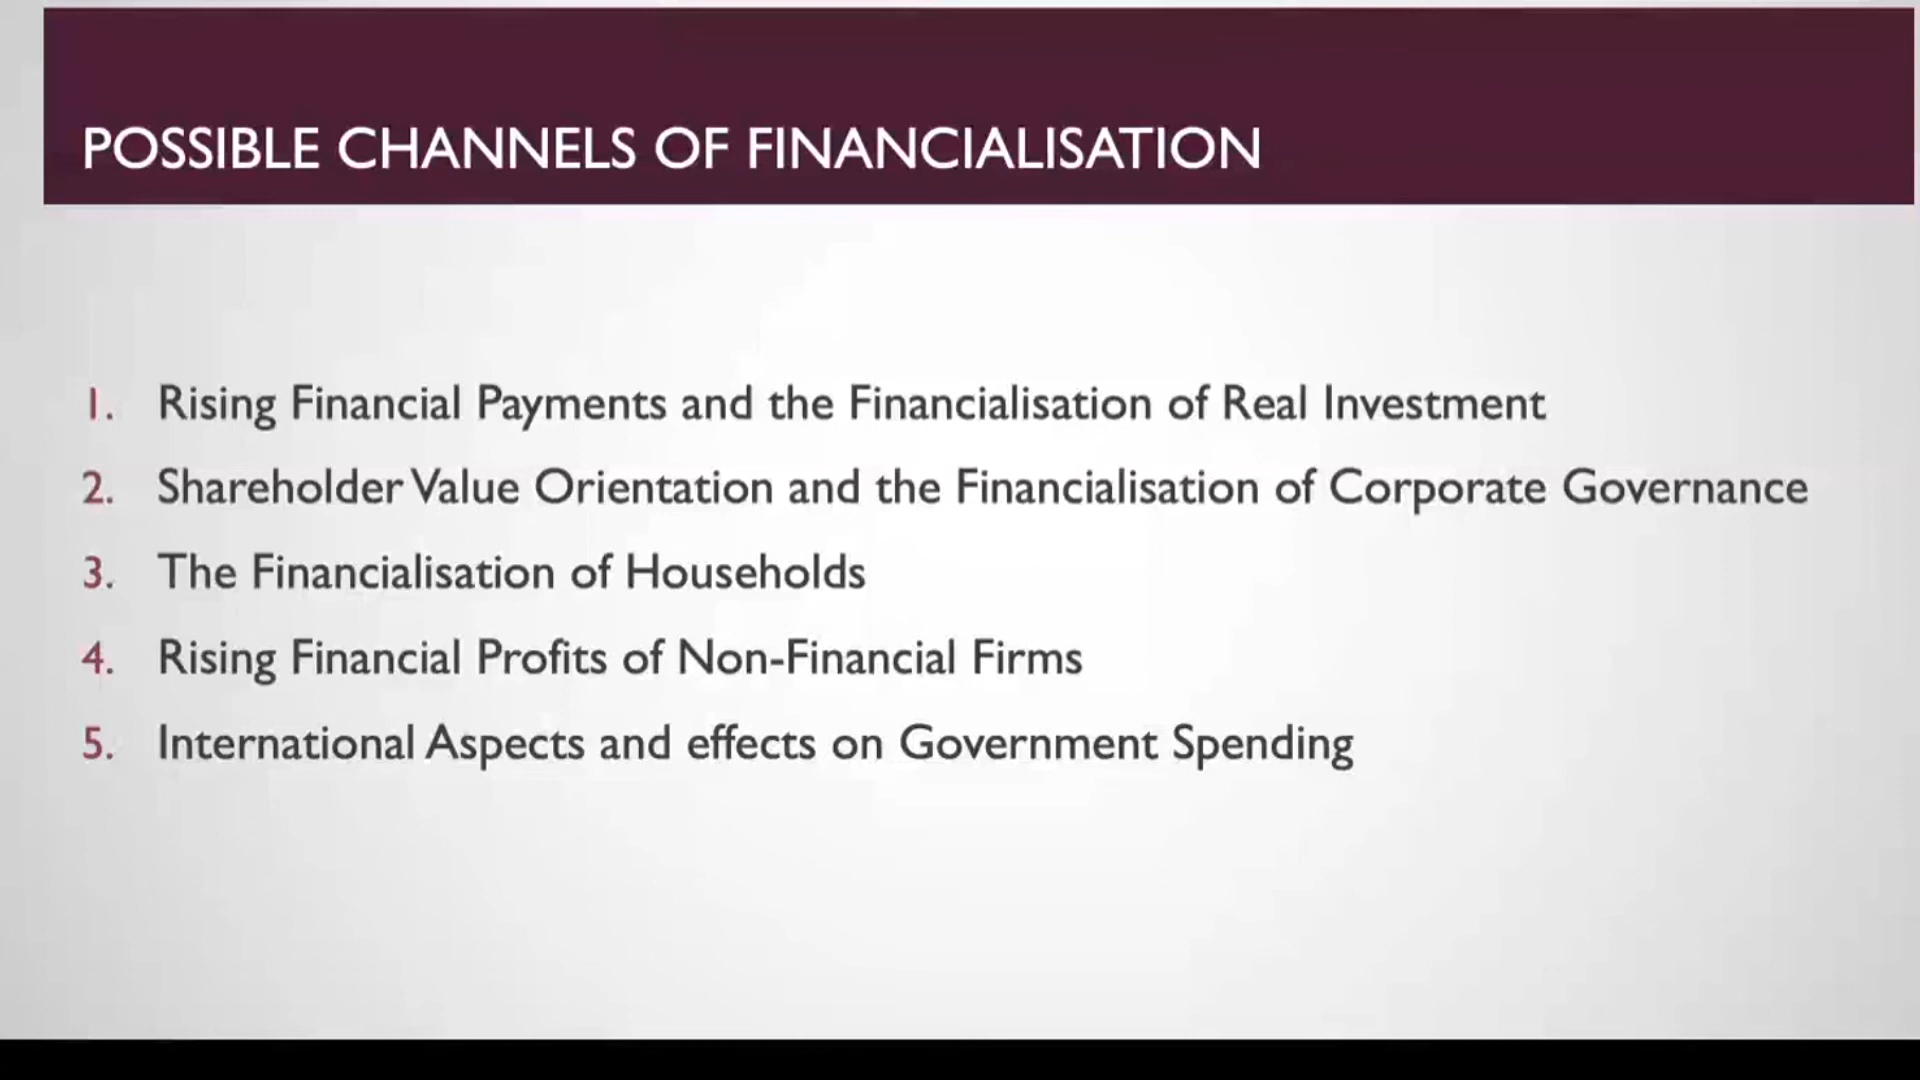 POSSIBLE CHANNELS OF FINANCIALISATION
1. Rising Financial Payments and the Financialisation of Real Investment
2. Shareholder Value Orientation and the Financialisation of Corporate Governance
3. The Financialisation of Households
4. Rising Financial Profits of Non-Financial Firms
5. International Aspects and effects on Government Spending